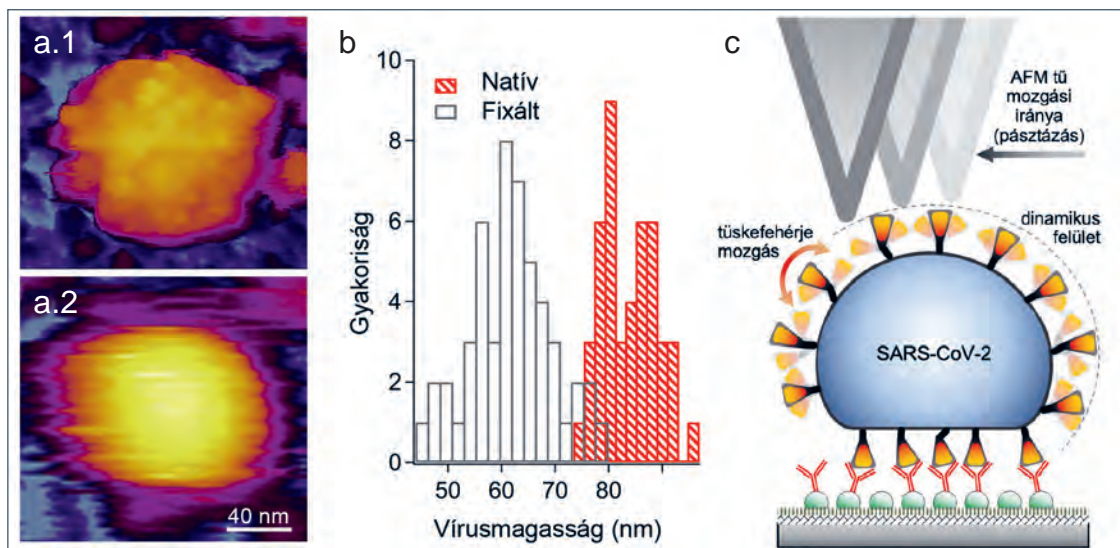 a.1
a.2
40 nm
b
Natív
Fixált
10
8
6
4
2
0
Gyakoriság
50
60
70
80
Vírusmagasság (nm)
c
AFM tű
mozgási
iránya
(pásztázás)
tüskefehérje
mozgás
dinamikus
felület
SARS-CoV-2